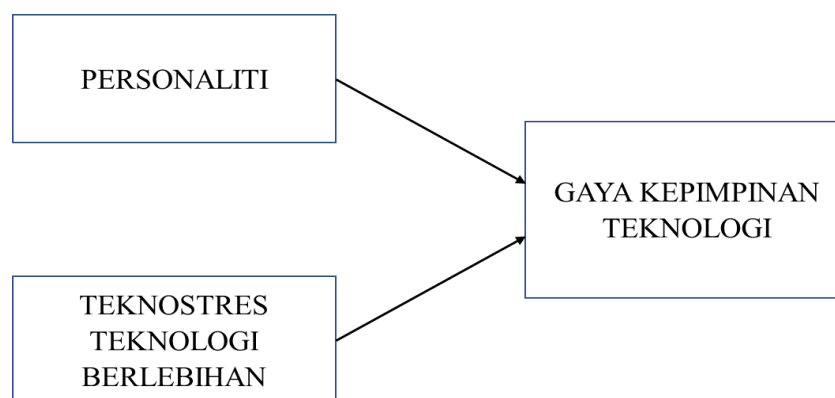 PERSONALITI
GAYA KEPIMPINAN
TEKNOLOGI
TEKNOSTRES
TEKNOLOGI
BERLEBIHAN